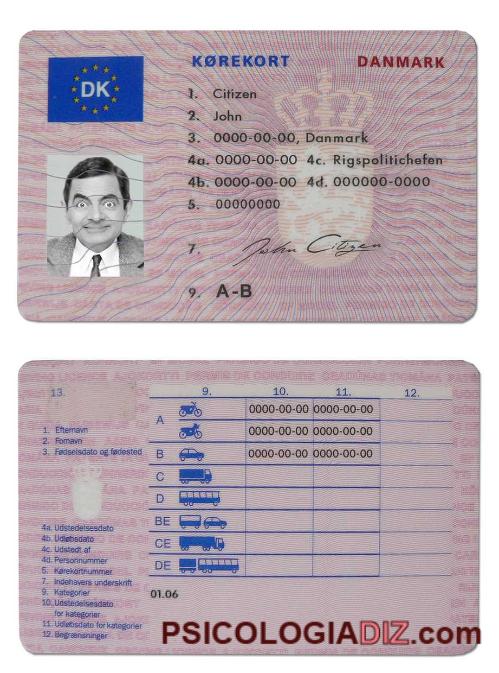 KØREKORT DANMARK
DK
1. Citizen
2. John
3. 0000-00-00, Danmark
4a. 0000-00-00 4c. Rigspolitichefen
4b. 0000-00-00 4d. 000000-0000
5. 00000000
7. John Citizen
9. A-B
13. 9. 10. 11. 12.
A 0000-00-00 0000-00-00
0000-00-00 0000-00-00
B 0000-00-00 0000-00-00
C
D
BE
CE
DE
1. Efternavn
2. Fornavn
3. Fødselsdato og fødested
4a. Udstedelsesdato
4b. Udløbsdato
4c. Udstedt af
4d. Personnummer
5. Kørekortnummer
7. Indehavers underskrift
9. Kategorier
10. Udstedelsesdato
for kategorier
11. Udløbsdato for kategorier
12. Begrænsninger
01.06
PSICOLOGIADIZ.com